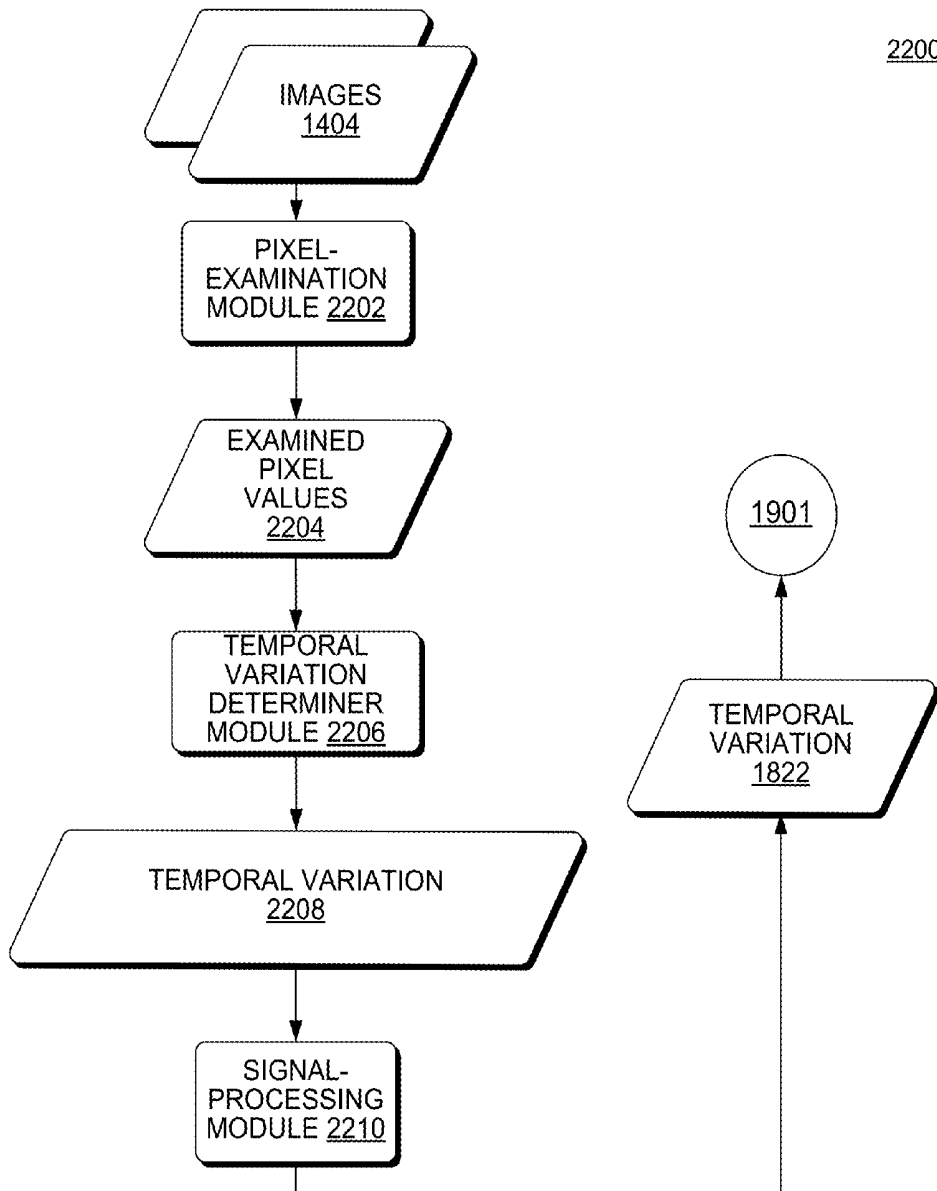 2200
IMAGES
1404
PIXEL-
EXAMINATION
MODULE 2202
EXAMINED
PIXEL
VALUES
2204
TEMPORAL
VARIATION
DETERMINER
MODULE 2206
TEMPORAL VARIATION
2208
SIGNAL-
PROCESSING
MODULE 2210
1901
TEMPORAL
VARIATION
1822